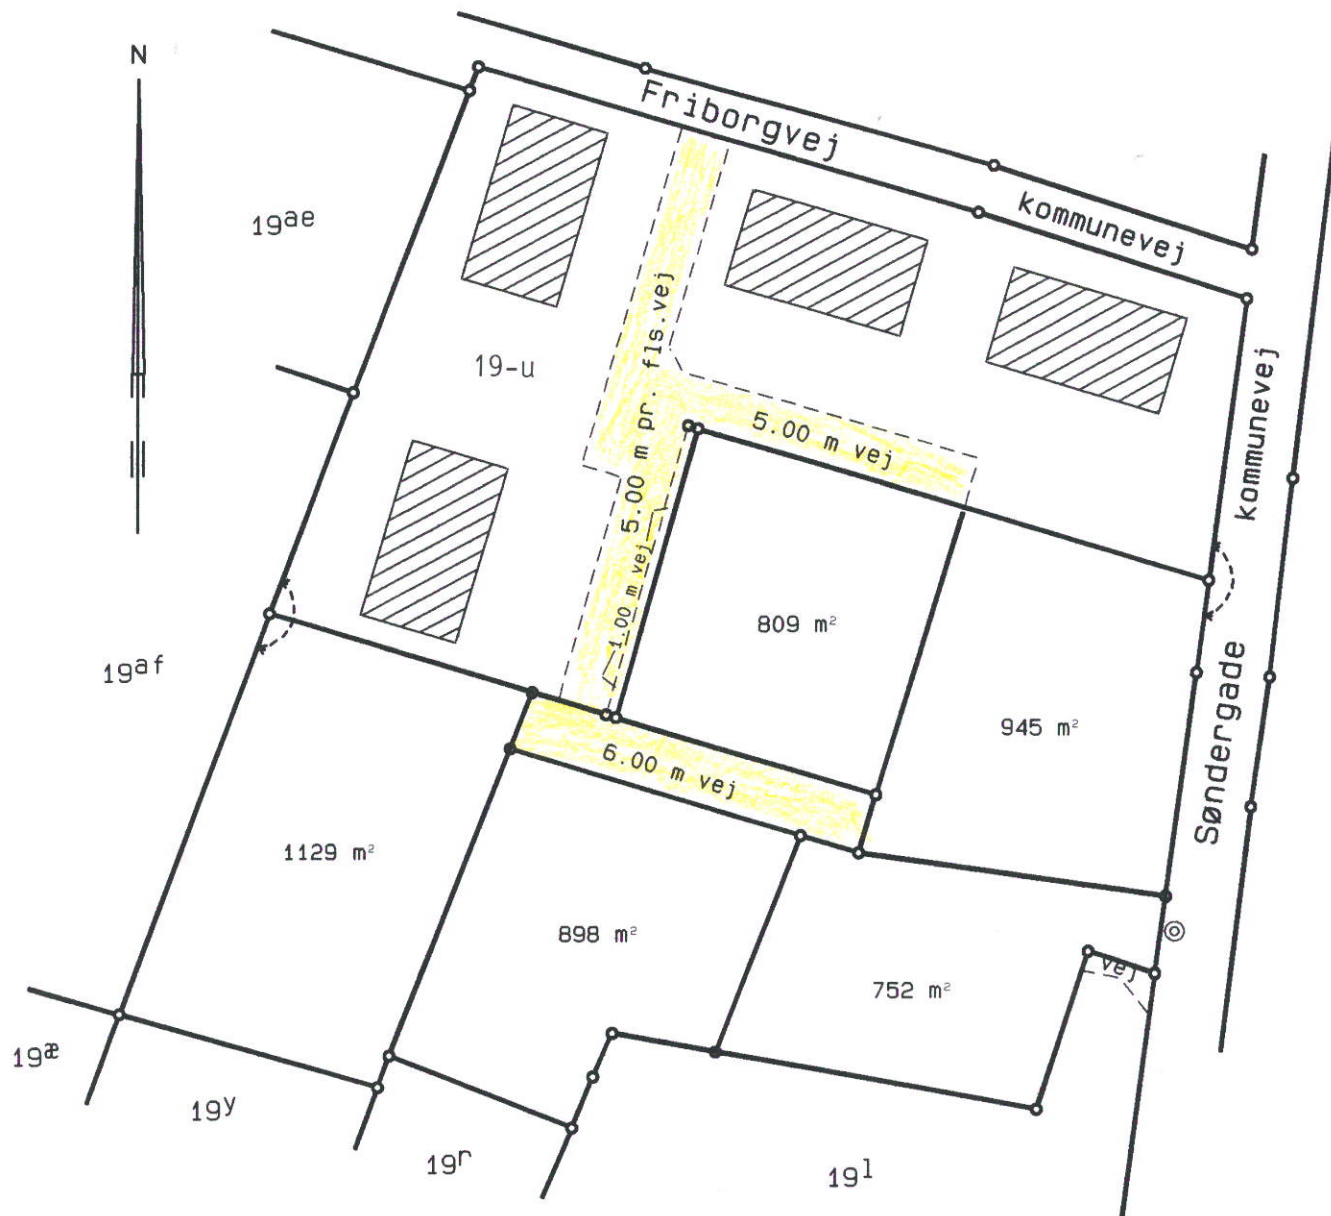 N
Friborgvej
kommunevej
19ae
19-u
5.00 m pr. fls.vej
5.00 m vej
kommunevej
1.00 m vej
809 m²
19af
945 m²
Søndergade
6.00 m vej
1129 m²
898 m²
752 m²
vej
19æ
19y
19r
19l